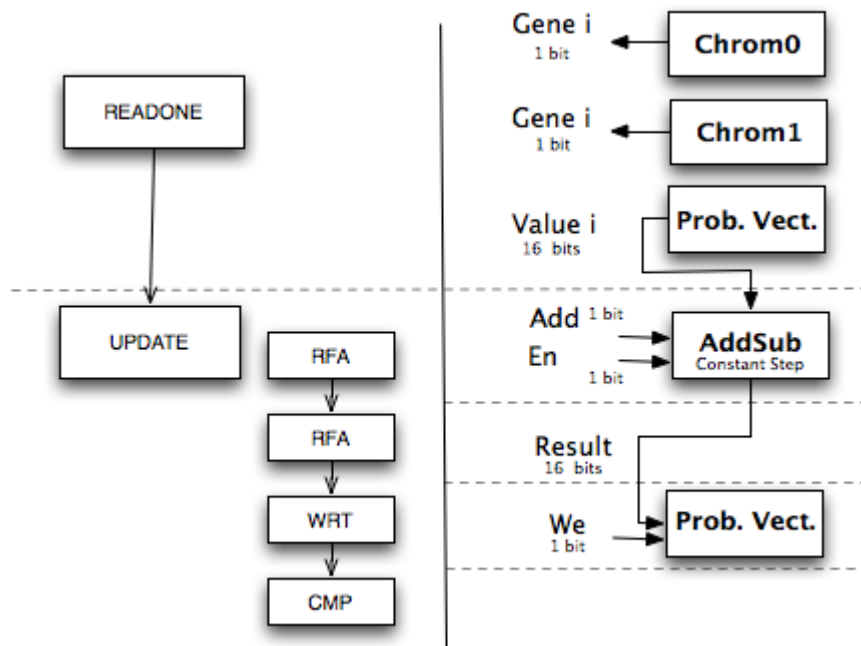 READONE
UPDATE
RFA
RFA
WRT
CMP
Gene i
1 bit
Chrom0
Gene i
1 bit
Chrom1
Value i
16 bits
Prob. Vect.
Add 1 bit
En
1 bit
AddSub
Constant Step
Result
16 bits
We
1 bit
Prob. Vect.